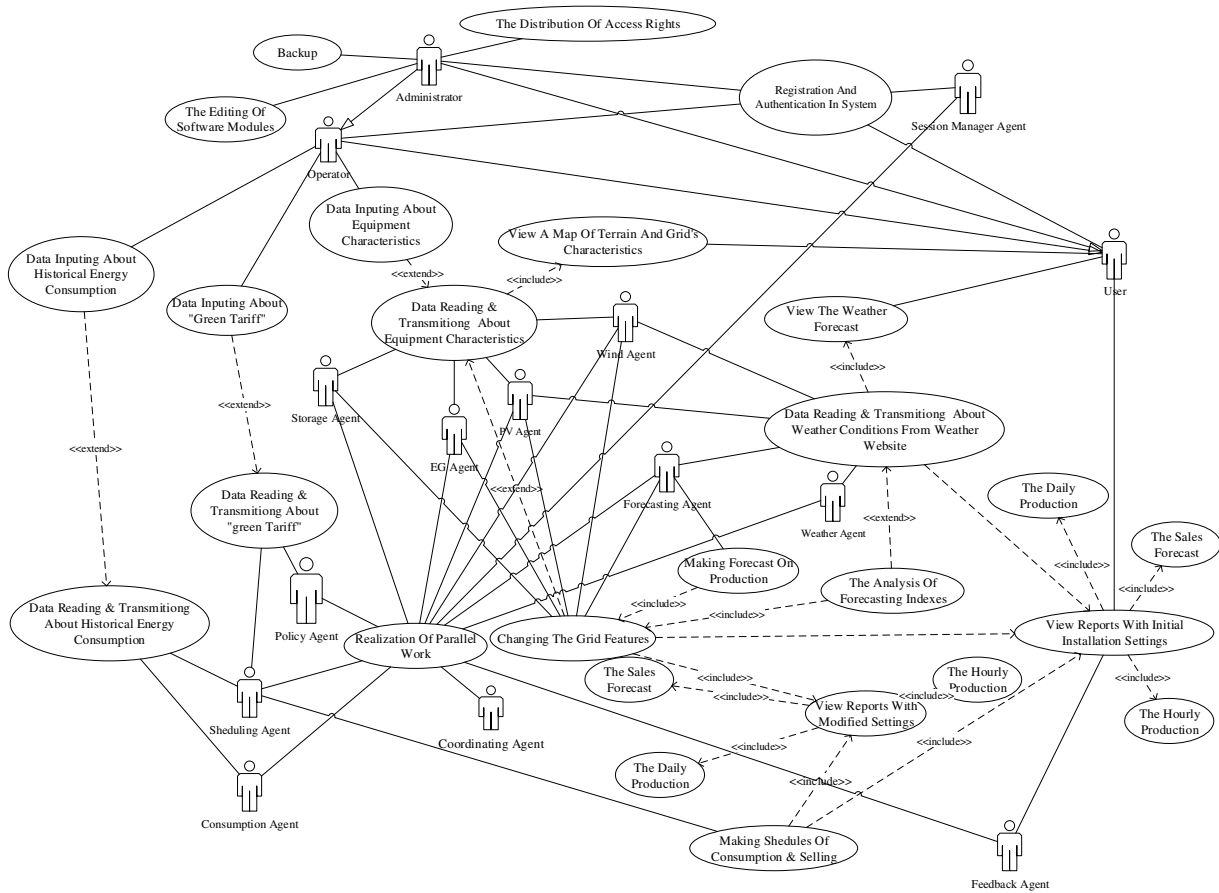 The Distribution Of Access Rights
Backup
Administrator
The Editing Of
Software Modules
Registration And
Authentication In System
Session Manager Agent
Operator
Data Inputing About
Equipment
Characteristics
View A Map Of Terrain And Grid's
Characteristics
Data Inputing About
Historical Energy
Consumption
<<extend>>
<<include>>
User
Data Inputing About
"Green Tariff"
Data Reading &
Transmitiong About
Equipment Characteristics
View The Weather
Forecast
Wind Agent
<<include>>
Storage Agent
<<extend>>
PV Agent
Data Reading & Transmitiong About
Weather Conditions From Weather
Website
<<extend>>
EG Agent
<<extend>>
Forecasting Agent
Data Reading &
Transmitiong About
"green Tariff"
Weather Agent
<<extend>>
The Daily
Production
The Sales
Forecast
Making Forecast On
Production
The Analysis Of
Forecasting Indexes
<<include>>
<<include>>
<<include>>
<<include>>
Data Reading & Transmitiong
About Historical Energy
Consumption
Policy Agent
Realization Of Parallel
Work
Changing The Grid Features
View Reports With Initial
Installation Settings
The Sales
Forecast
<<include>>
<<include>>
The Hourly
Production
<<include>>
<<include>>
View Reports With
Modified Settings
The Hourly
Production
Sheduling Agent
Coordinating Agent
<<include>>
<<include>>
The Daily
Production
<<include>>
Consumption Agent
Making Shedules Of
Consumption & Selling
Feedback Agent